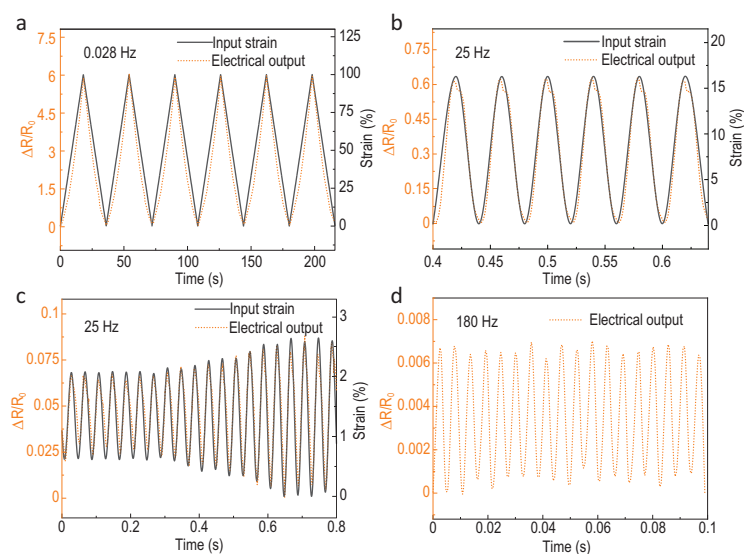 a
0.028 Hz
Input strain
Electrical output
ΔR/R0
7.5
6
4.5
3
1.5
0
Strain (%)
125
100
75
50
25
0
0 50 100 150 200
Time (s)
b
25 Hz
Input strain
Electrical output
ΔR/R0
0.75
0.6
0.45
0.3
0.15
0
Strain (%)
20
15
10
5
0
0.4 0.45 0.5 0.55 0.6
Time (s)
c
25 Hz
Input strain
Electrical output
ΔR/R0
0.1
0.075
0.05
0.025
0
Strain (%)
3
2
1
0
0 0.2 0.4 0.6 0.8
Time (s)
d
180 Hz
Electrical output
ΔR/R0
0.008
0.006
0.004
0.002
0
0 0.02 0.04 0.06 0.08 0.1
Time (s)